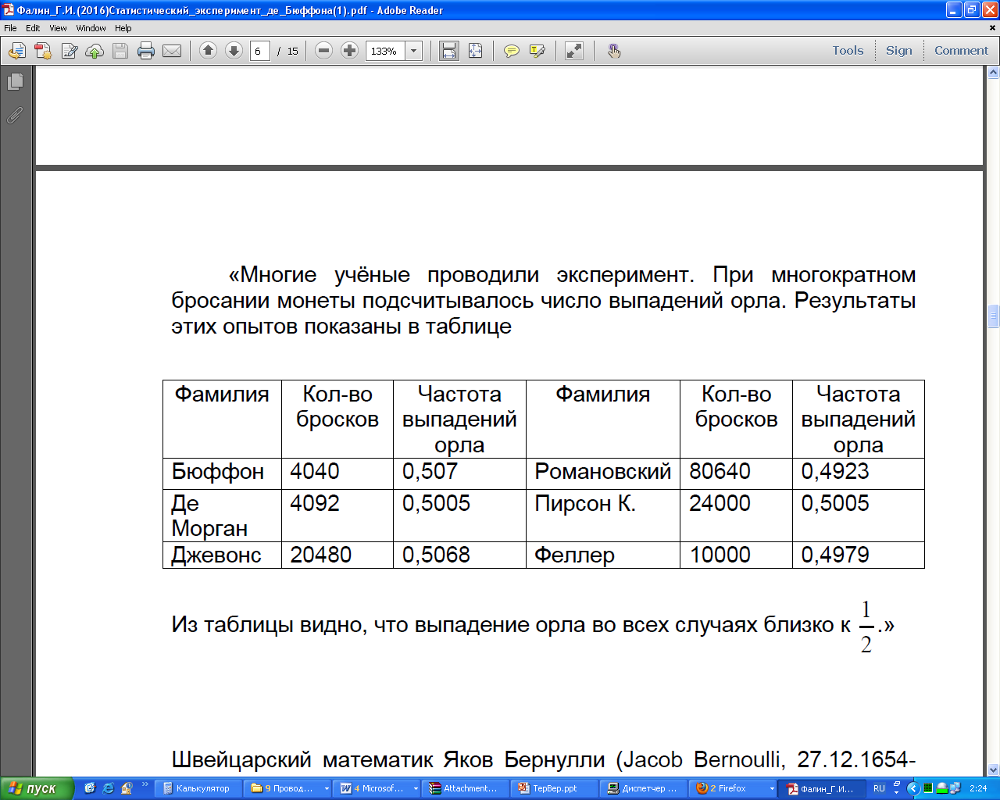 Фалин_Г.И.(2016)Статистический_эксперимент_де_Бюффона(1).pdf - Adobe Reader
File Edit View Window Help
6 / 15 133% Tools Sign Comment
«Многие учёные проводили эксперимент. При многократном
бросании монеты подсчитывалось число выпадений орла. Результаты
этих опытов показаны в таблице
Фамилия Кол-во бросков Частота выпадений орла Фамилия Кол-во бросков Частота выпадений орла
Бюффон 4040 0,507 Романовский 80640 0,4923
Де Морган 4092 0,5005 Пирсон К. 24000 0,5005
Джевонс 20480 0,5068 Феллер 10000 0,4979
Из таблицы видно, что выпадение орла во всех случаях близко к 1/2.»
Швейцарский математик Яков Бернулли (Jacob Bernoulli, 27.12.1654-
пуск Калькулятор 9 Провод... 4 Microsof... Attachment... ТерВер.ppt Диспетчер ... 2 Firefox Фалин_Г.И... RU 2:24